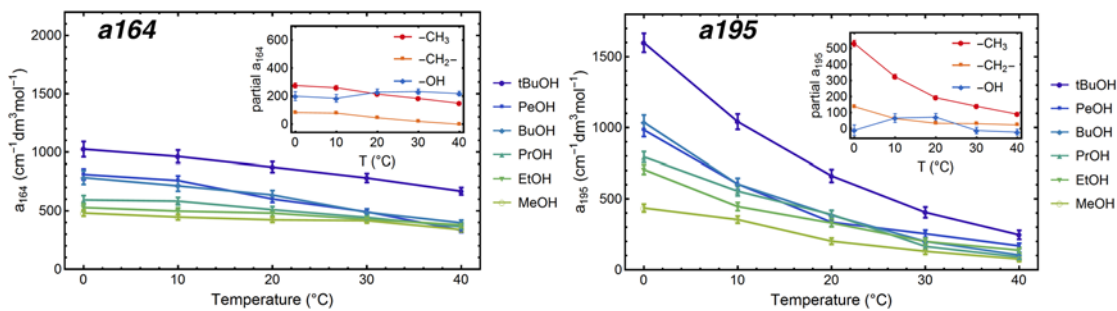 a164
2000
1500
1000
500
0
a₁₆₄ (cm⁻¹dm³mol⁻¹)
0 10 20 30 40
Temperature (°C)
600
400
200
0
partial a₁₆₄
0 10 20 30 40
T (°C)
–CH₃
–CH₂–
–OH
tBuOH
PeOH
BuOH
PrOH
EtOH
MeOH
a195
1500
1000
500
0
a₁₉₅ (cm⁻¹dm³mol⁻¹)
0 10 20 30 40
Temperature (°C)
500
400
300
200
100
0
partial a₁₉₅
0 10 20 30 40
T (°C)
–CH₃
–CH₂–
–OH
tBuOH
PeOH
BuOH
PrOH
EtOH
MeOH